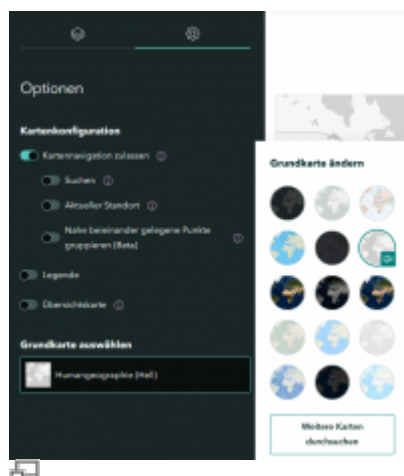 Optionen
Kartenkonfiguration
Kartennavigation zulassen
Suchen
Aktueller Standort
Nahe beieinander gelegene Punkte
gruppieren (Beta)
Legende
Übersichtskarte
Grundkarte auswählen
Humangeographie (Hell)
Grundkarte ändern
Weitere Karten
durchsuchen